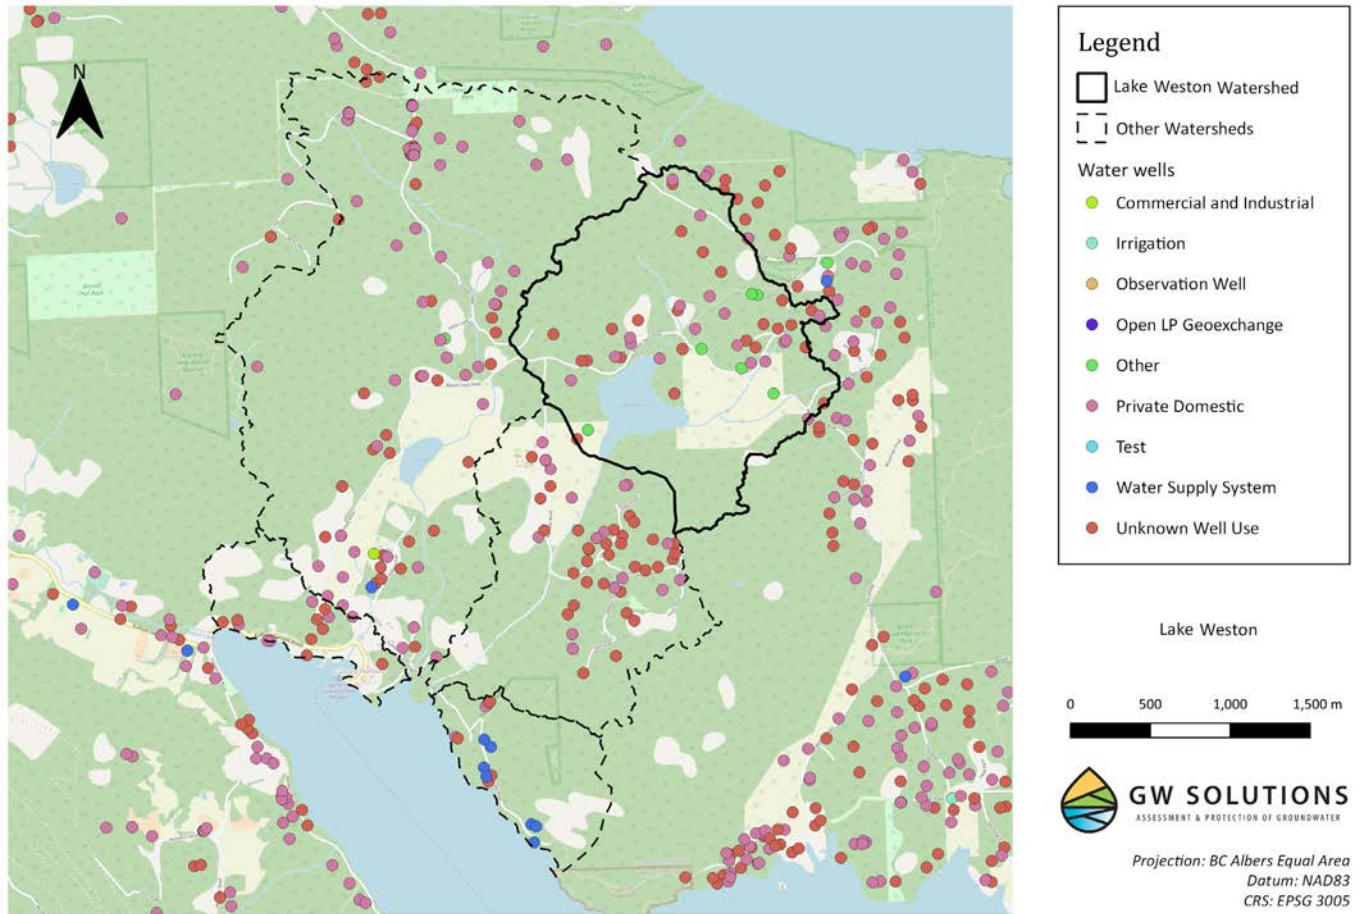 N
Legend
Lake Weston Watershed
Other Watersheds
Water wells
Commercial and Industrial
Irrigation
Observation Well
Open LP Geoexchange
Other
Private Domestic
Test
Water Supply System
Unknown Well Use
Lake Weston
0 500 1,000 1,500 m
GW SOLUTIONS
ASSESSMENT & PROTECTION OF GROUNDWATER
Projection: BC Albers Equal Area
Datum: NAD83
CRS: EPSG 3005